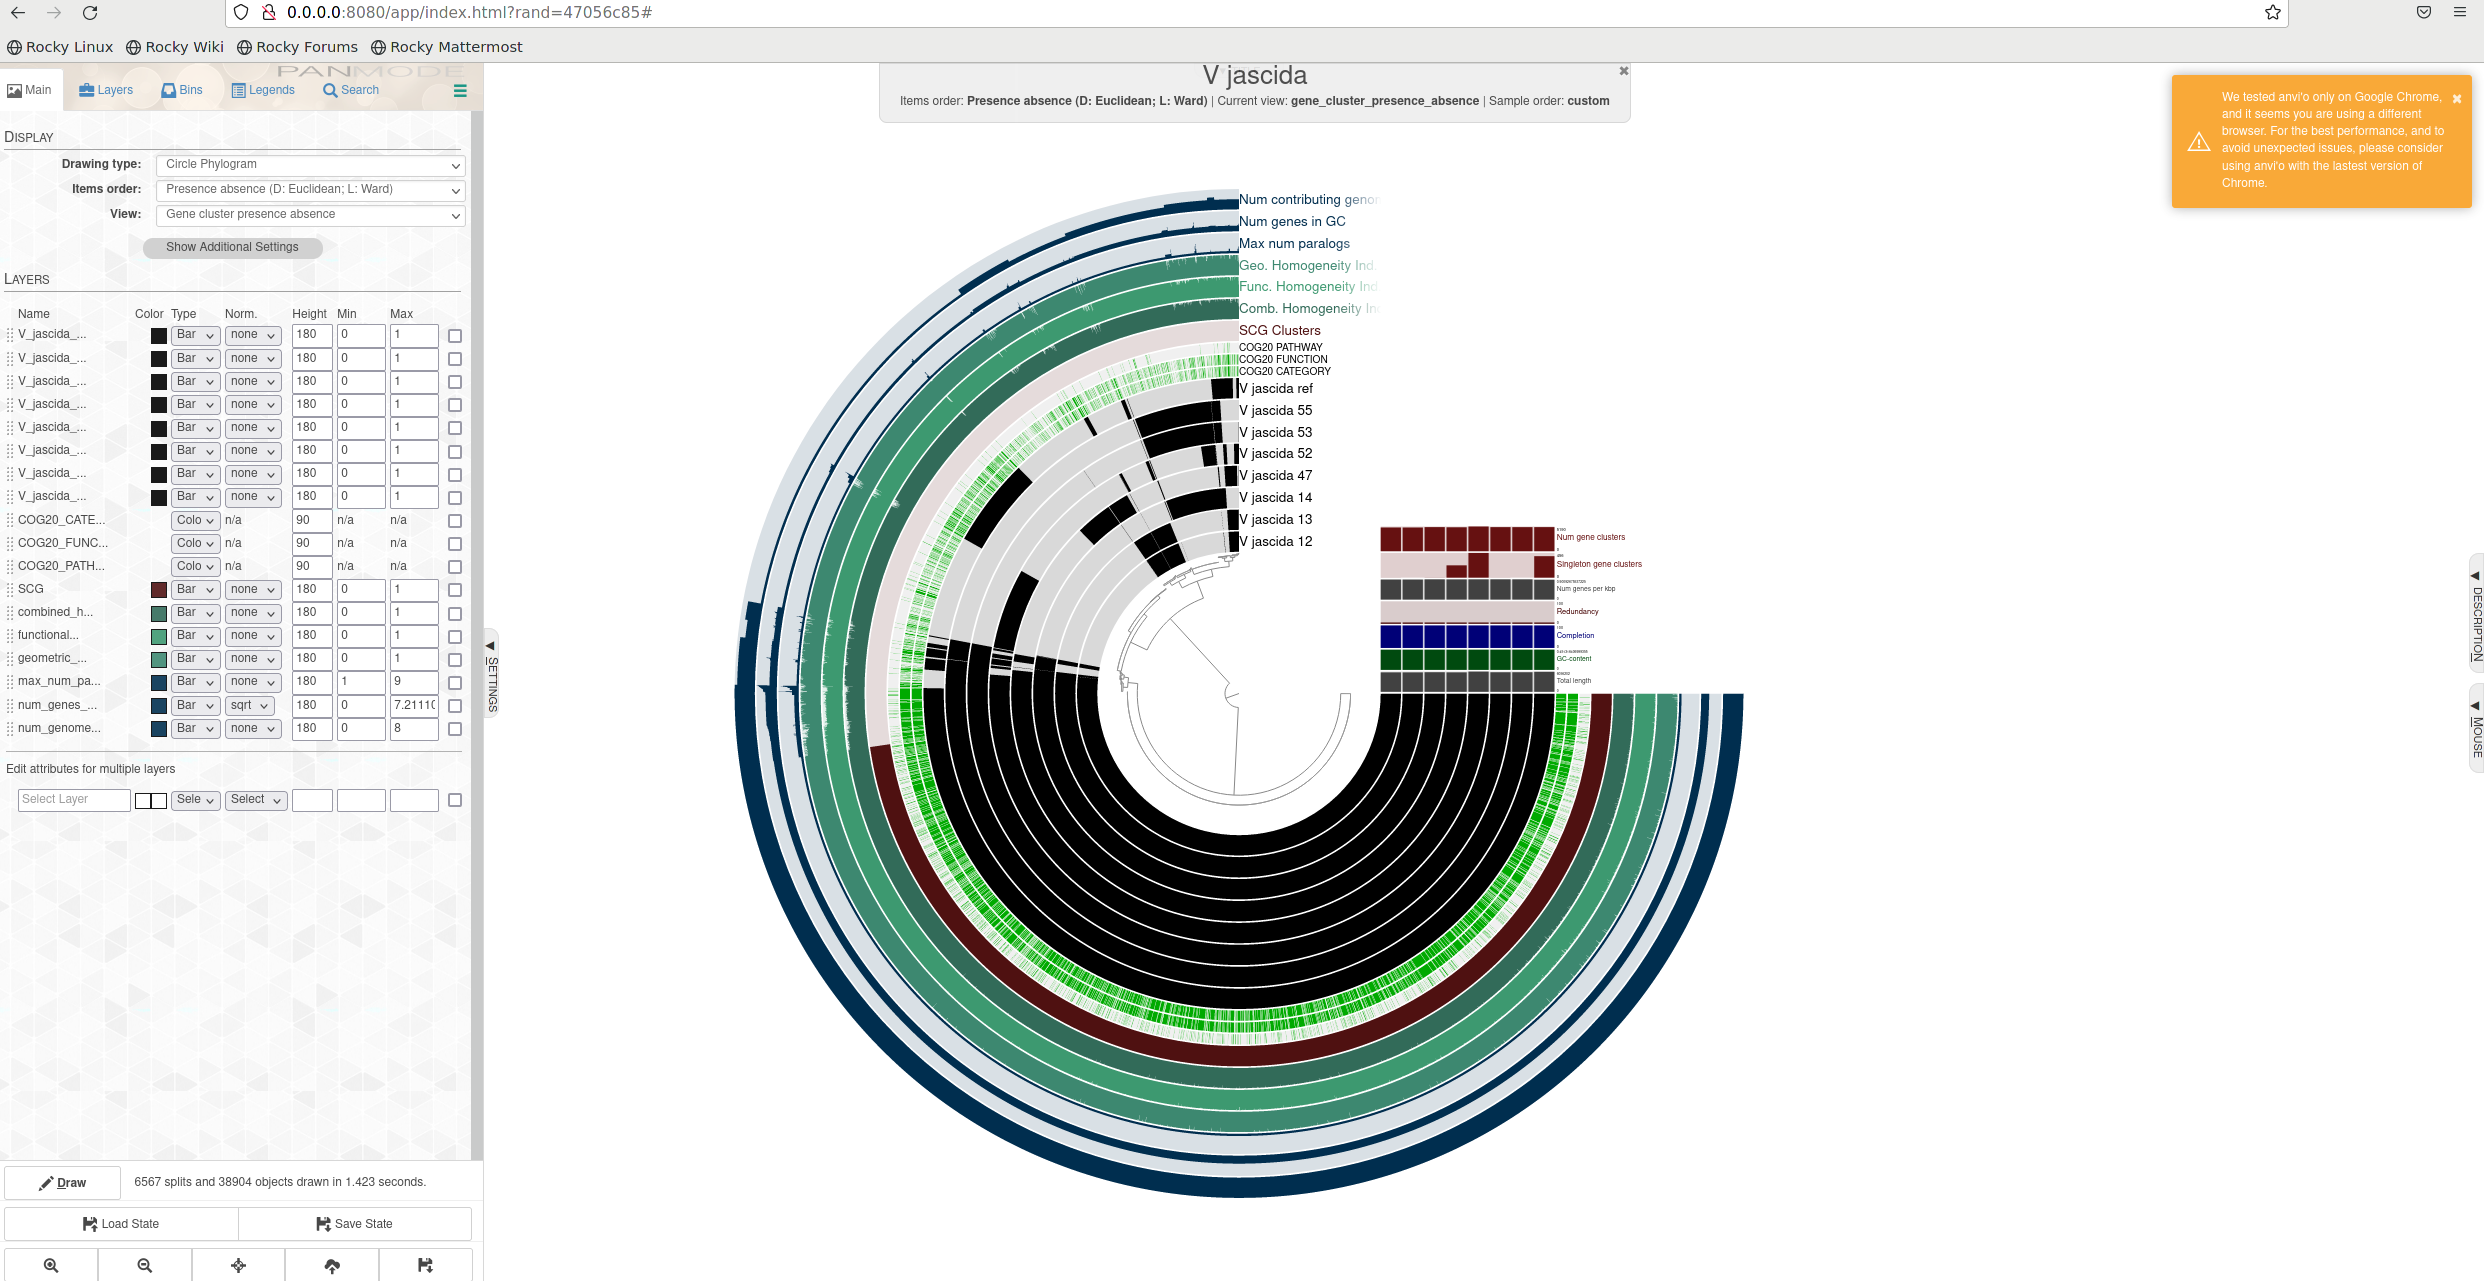 0.0.0.0:8080/app/index.html?rand=47056c85#
Rocky Linux Rocky Wiki Rocky Forums Rocky Mattermost
PANMODE
Main Layers Bins Legends Search
DISPLAY
Drawing type: Circle Phylogram
Items order: Presence absence (D: Euclidean; L: Ward)
View: Gene cluster presence absence
Show Additional Settings
LAYERS
Name Color Type Norm. Height Min Max
V_jascida_... Bar none 180 0 1
V_jascida_... Bar none 180 0 1
V_jascida_... Bar none 180 0 1
V_jascida_... Bar none 180 0 1
V_jascida_... Bar none 180 0 1
V_jascida_... Bar none 180 0 1
V_jascida_... Bar none 180 0 1
V_jascida_... Bar none 180 0 1
COG20_CATE... Colo n/a 90 n/a n/a
COG20_FUNC... Colo n/a 90 n/a n/a
COG20_PATH... Colo n/a 90 n/a n/a
SCG Bar none 180 0 1
combined_h... Bar none 180 0 1
functional... Bar none 180 0 1
geometric_... Bar none 180 0 1
max_num_pa... Bar none 180 1 9
num_genes_... Bar sqrt 180 0 7.2111(
num_genome... Bar none 180 0 8
Edit attributes for multiple layers
Select Layer Sele Select
Draw 6567 splits and 38904 objects drawn in 1.423 seconds.
Load State Save State
SETTINGS
V jascida
Items order: Presence absence (D: Euclidean; L: Ward) | Current view: gene_cluster_presence_absence | Sample order: custom
We tested anvi'o only on Google Chrome,
and it seems you are using a different
browser. For the best performance, and to
avoid unexpected issues, please consider
using anvi'o with the lastest version of
Chrome.
Num contributing genom
Num genes in GC
Max num paralogs
Geo. Homogeneity Ind.
Func. Homogeneity Ind
Comb. Homogeneity In
SCG Clusters
COG20 PATHWAY
COG20 FUNCTION
COG20 CATEGORY
V jascida ref
V jascida 55
V jascida 53
V jascida 52
V jascida 47
V jascida 14
V jascida 13
V jascida 12
Num gene clusters
Singleton gene clusters
Num genes per kbp
Redundancy
Completion
GC-content
Total length
DESCRIPTION
MOUSE